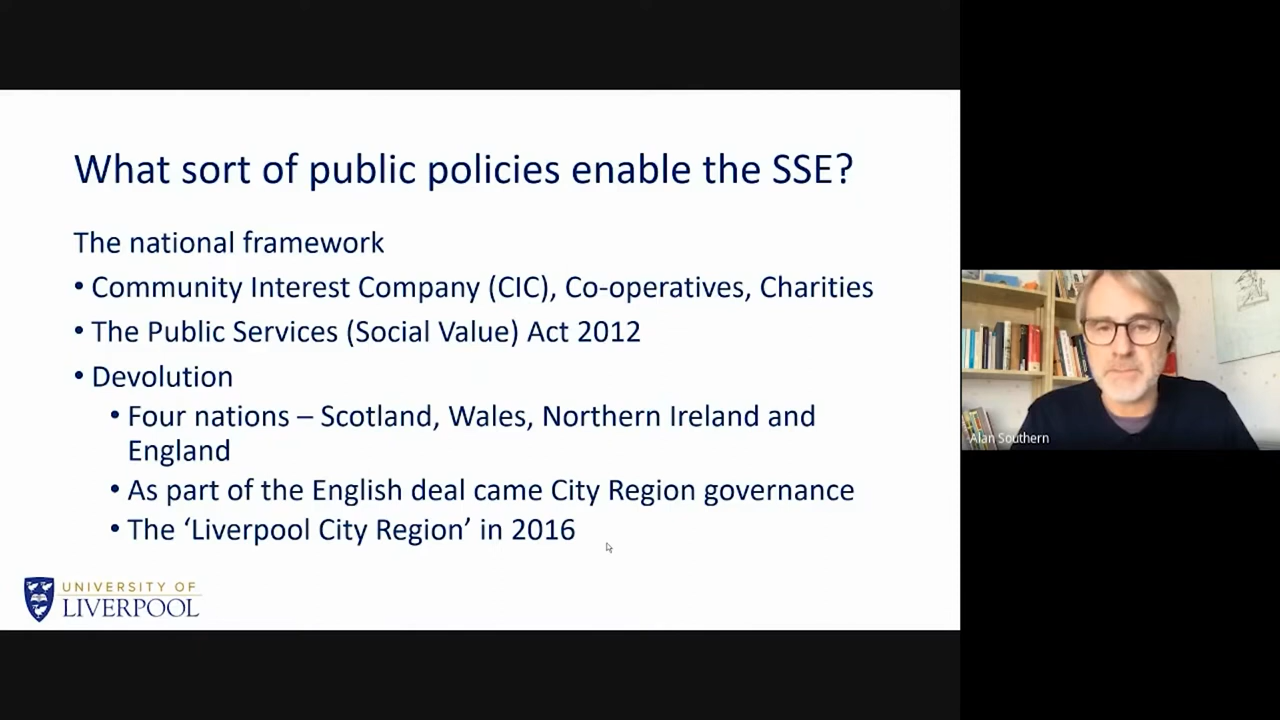 What sort of public policies enable the SSE?
The national framework
• Community Interest Company (CIC), Co-operatives, Charities
• The Public Services (Social Value) Act 2012
• Devolution
• Four nations – Scotland, Wales, Northern Ireland and
England
• As part of the English deal came City Region governance
• The ‘Liverpool City Region’ in 2016
UNIVERSITY OF
LIVERPOOL
Alan Southern